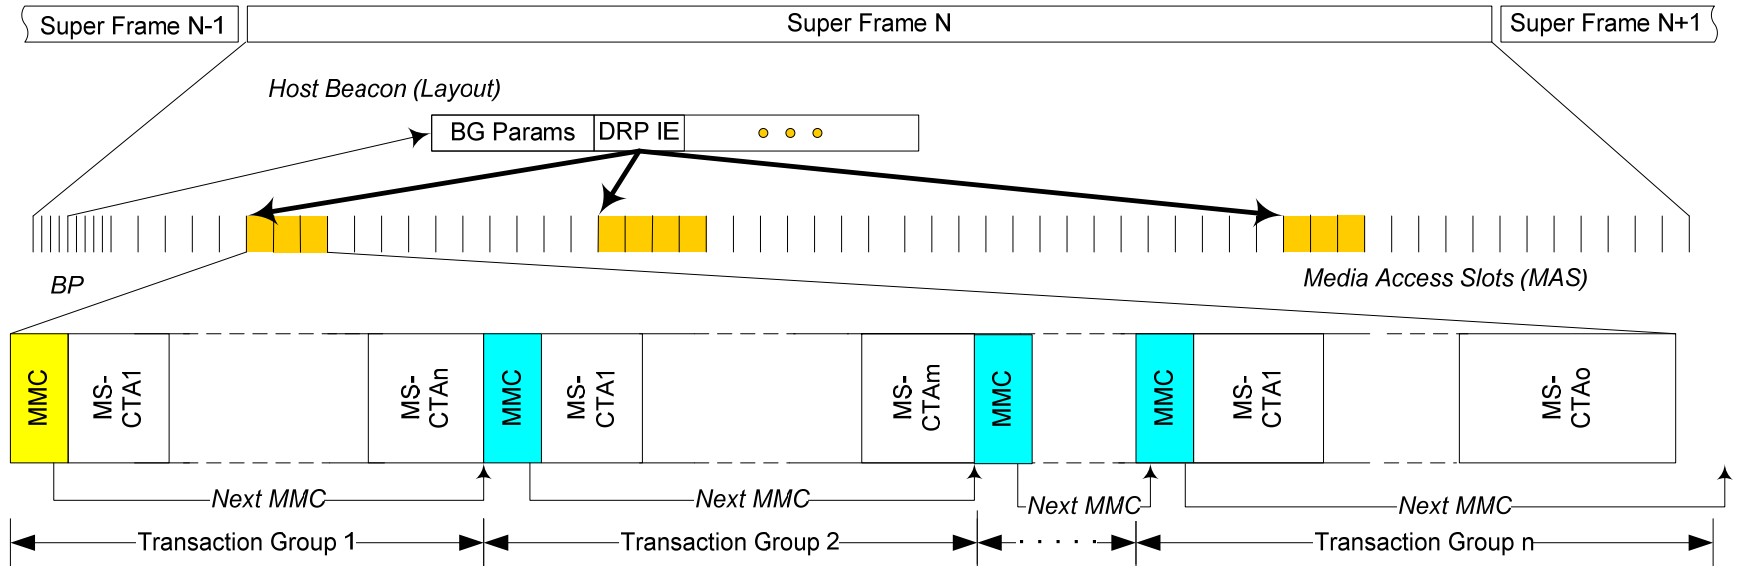 Super Frame N-1
Super Frame N
Super Frame N+1
Host Beacon (Layout)
BG Params
DRP IE
BP
Media Access Slots (MAS)
MMC
MS-
CTA1
MS-
CTAn
MMC
MS-
CTA1
MS-
CTAm
MMC
MMC
MS-
CTA1
MS-
CTAo
Next MMC
Next MMC
Next MMC
Next MMC
Transaction Group 1
Transaction Group 2
. . . . .
Transaction Group n